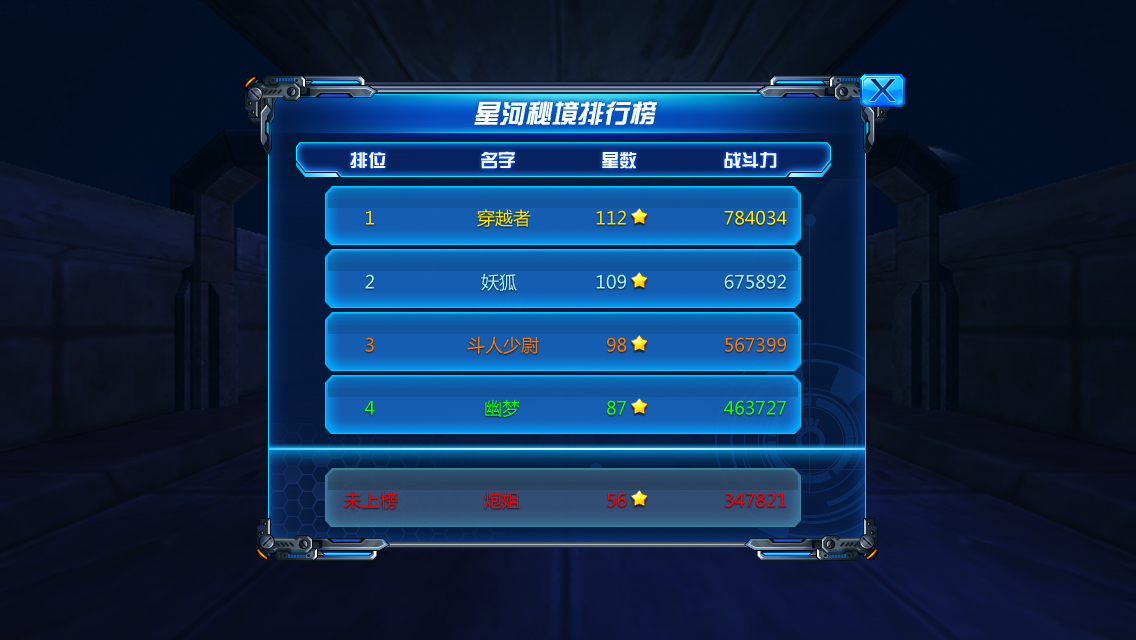 星河秘境排行榜
排位 名字 星数 战斗力
1 穿越者 112 784034
2 妖狐 109 675892
3 斗人少尉 98 567399
4 幽梦 87 463727
未上榜 炮姐 56 347821